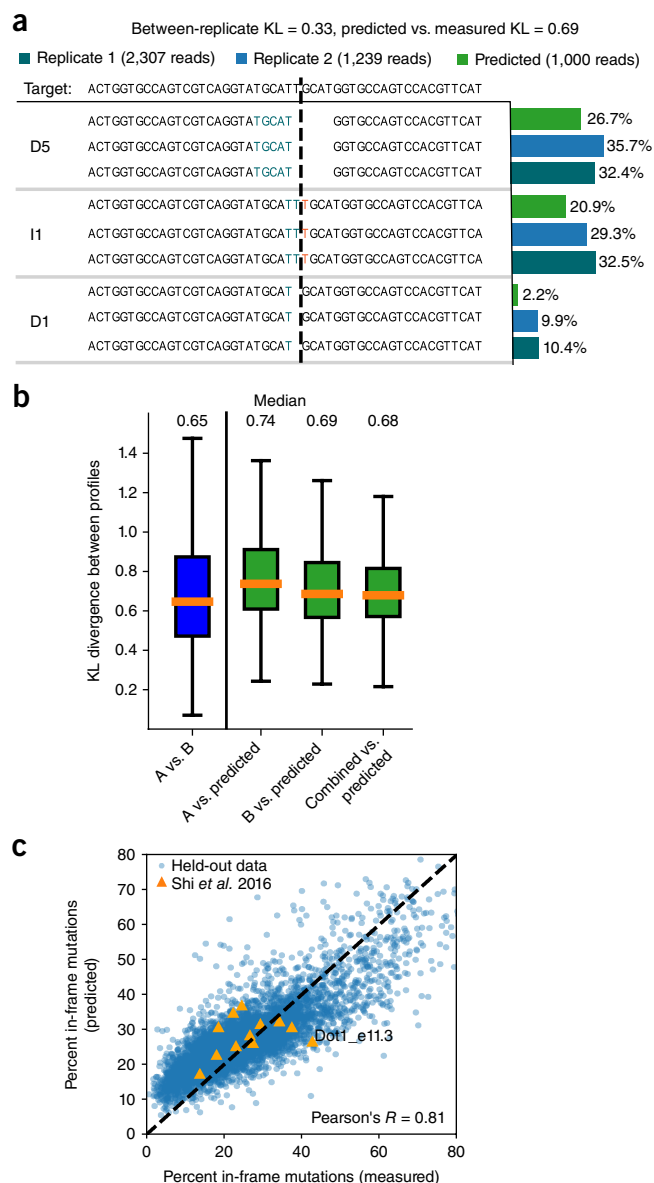 a
Between-replicate KL = 0.33, predicted vs. measured KL = 0.69
Replicate 1 (2,307 reads) Replicate 2 (1,239 reads) Predicted (1,000 reads)
Target: ACTGGTGCCAGTCGTCAGGTATGCATTGCATGGTGCCAGTCCACGTTCAT
D5
ACTGGTGCCAGTCGTCAGGTATGCAT GGTGCCAGTCCACGTTCAT 26.7%
ACTGGTGCCAGTCGTCAGGTATGCAT GGTGCCAGTCCACGTTCAT 35.7%
ACTGGTGCCAGTCGTCAGGTATGCAT GGTGCCAGTCCACGTTCAT 32.4%
I1
ACTGGTGCCAGTCGTCAGGTATGCATTTGCATGGTGCCAGTCCACGTTCA 20.9%
ACTGGTGCCAGTCGTCAGGTATGCATTTGCATGGTGCCAGTCCACGTTCA 29.3%
ACTGGTGCCAGTCGTCAGGTATGCATTTGCATGGTGCCAGTCCACGTTCA 32.5%
D1
ACTGGTGCCAGTCGTCAGGTATGCAT GCATGGTGCCAGTCCACGTTCAT 2.2%
ACTGGTGCCAGTCGTCAGGTATGCAT GCATGGTGCCAGTCCACGTTCAT 9.9%
ACTGGTGCCAGTCGTCAGGTATGCAT GCATGGTGCCAGTCCACGTTCAT 10.4%
b
Median
0.65 0.74 0.69 0.68
KL divergence between profiles
1.4
1.2
1.0
0.8
0.6
0.4
0.2
A vs. B
A vs. predicted
B vs. predicted
Combined vs.
predicted
c
Held-out data
Shi et al. 2016
Percent in-frame mutations
(predicted)
80
70
60
50
40
30
20
10
0
Dot1_e11.3
Pearson's R = 0.81
0 20 40 60 80
Percent in-frame mutations (measured)